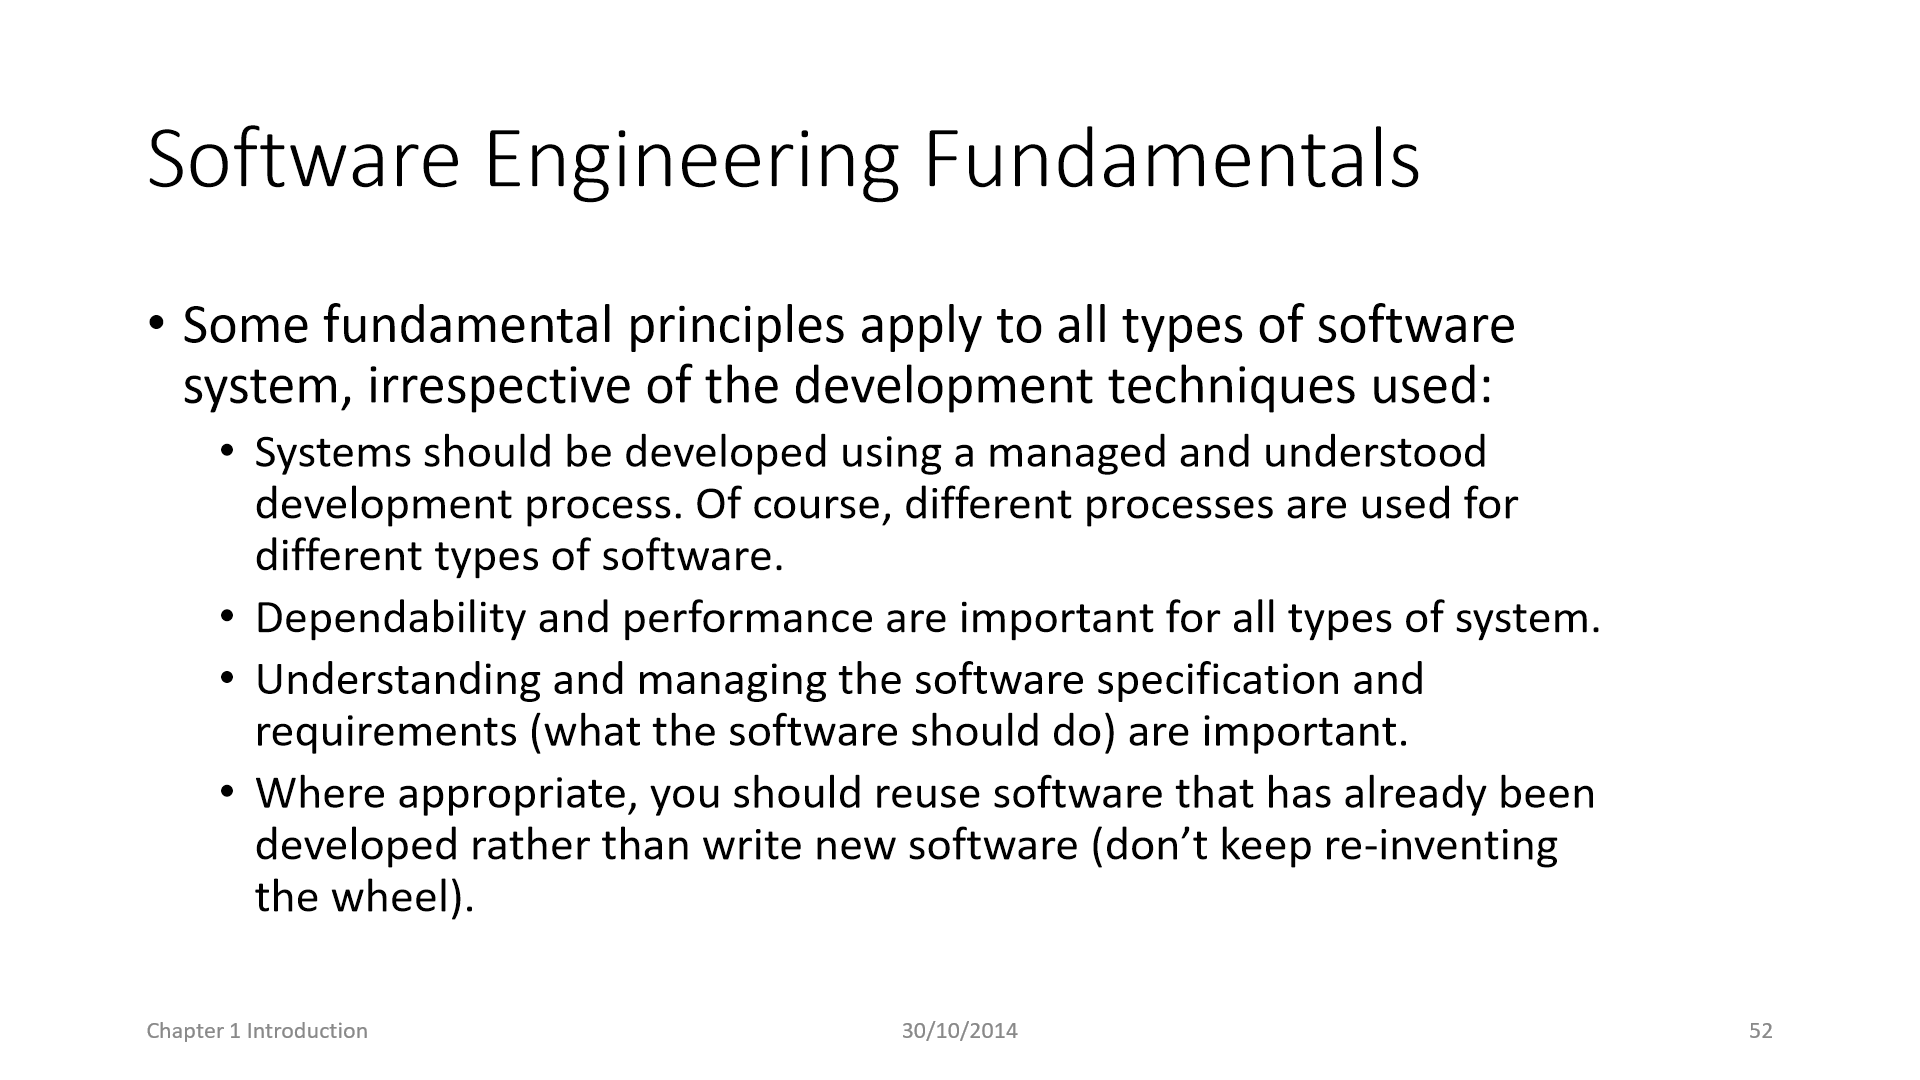 Software Engineering Fundamentals
• Some fundamental principles apply to all types of software
system, irrespective of the development techniques used:
• Systems should be developed using a managed and understood
development process. Of course, different processes are used for
different types of software.
• Dependability and performance are important for all types of system.
• Understanding and managing the software specification and
requirements (what the software should do) are important.
• Where appropriate, you should reuse software that has already been
developed rather than write new software (don’t keep re-inventing
the wheel).
Chapter 1 Introduction
30/10/2014
52